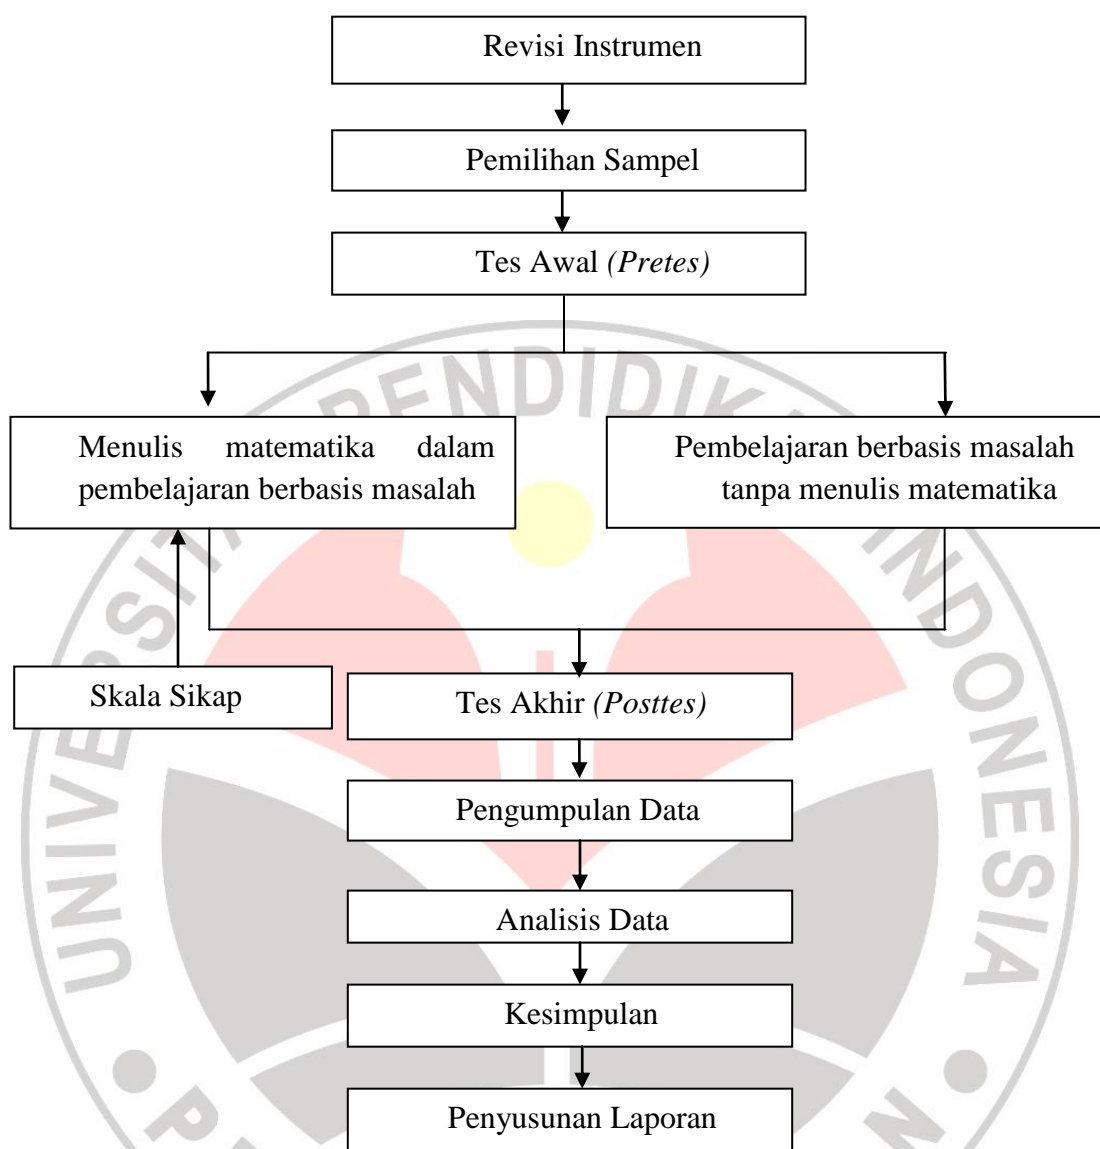 Revisi Instrumen
Pemilihan Sampel
Tes Awal (Pretes)
Menulis matematika dalam
pembelajaran berbasis masalah
Pembelajaran berbasis masalah
tanpa menulis matematika
Skala Sikap
Tes Akhir (Posttes)
Pengumpulan Data
Analisis Data
Kesimpulan
Penyusunan Laporan